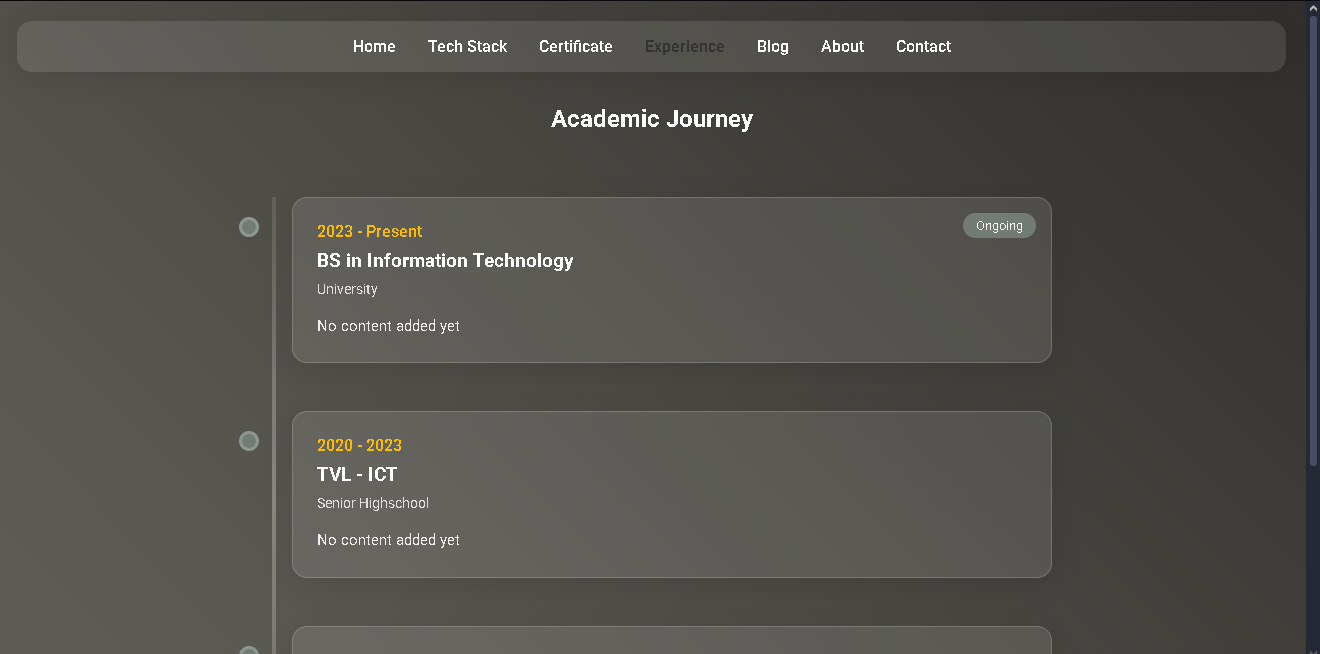 Home Tech Stack Certificate Experience Blog About Contact
Academic Journey
2023 - Present
Ongoing
BS in Information Technology
University
No content added yet
2020 - 2023
TVL - ICT
Senior Highschool
No content added yet